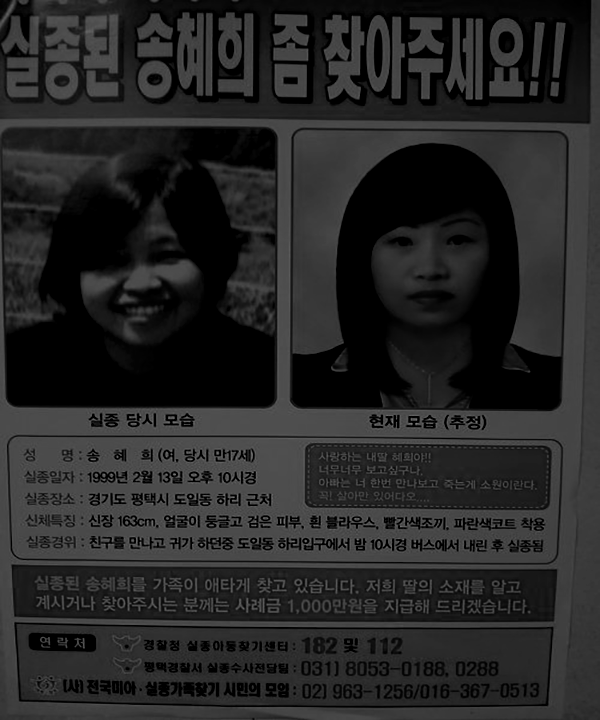 실종된 송혜희 좀 찾아주세요!!
실종 당시 모습
현재 모습 (추정)
성 명 : 송 혜 희 (여, 당시 만17세)
실종일자 : 1999년 2월 13일 오후 10시경
실종장소 : 경기도 평택시 도일동 하리 근처
사랑하는 내딸 혜희야!!
너무너무 보고싶구나.
아빠는 너 한번 만나보고 죽는게 소원이란다.
꼭! 살아만 있어다오....
신체특징 : 신장 163cm, 얼굴이 둥글고 검은 피부, 흰 블라우스, 빨간색조끼, 파란색코트 착용
실종경위 : 친구를 만나고 귀가 하던중 도일동 하리입구에서 밤 10시경 버스에서 내린 후 실종됨
실종된 송혜희를 가족이 애타게 찾고 있습니다. 저희 딸의 소재를 알고
계시거나 찾아주시는 분께는 사례금 1,000만원을 지급해 드리겠습니다.
연 락 처
경찰청 실종아동찾기센터 : 182 및 112
평택경찰서 실종수사전담팀 : 031) 8053-0188, 0288
(사) 전국미아·실종가족찾기 시민의 모임 : 02) 963-1256/016-367-0513